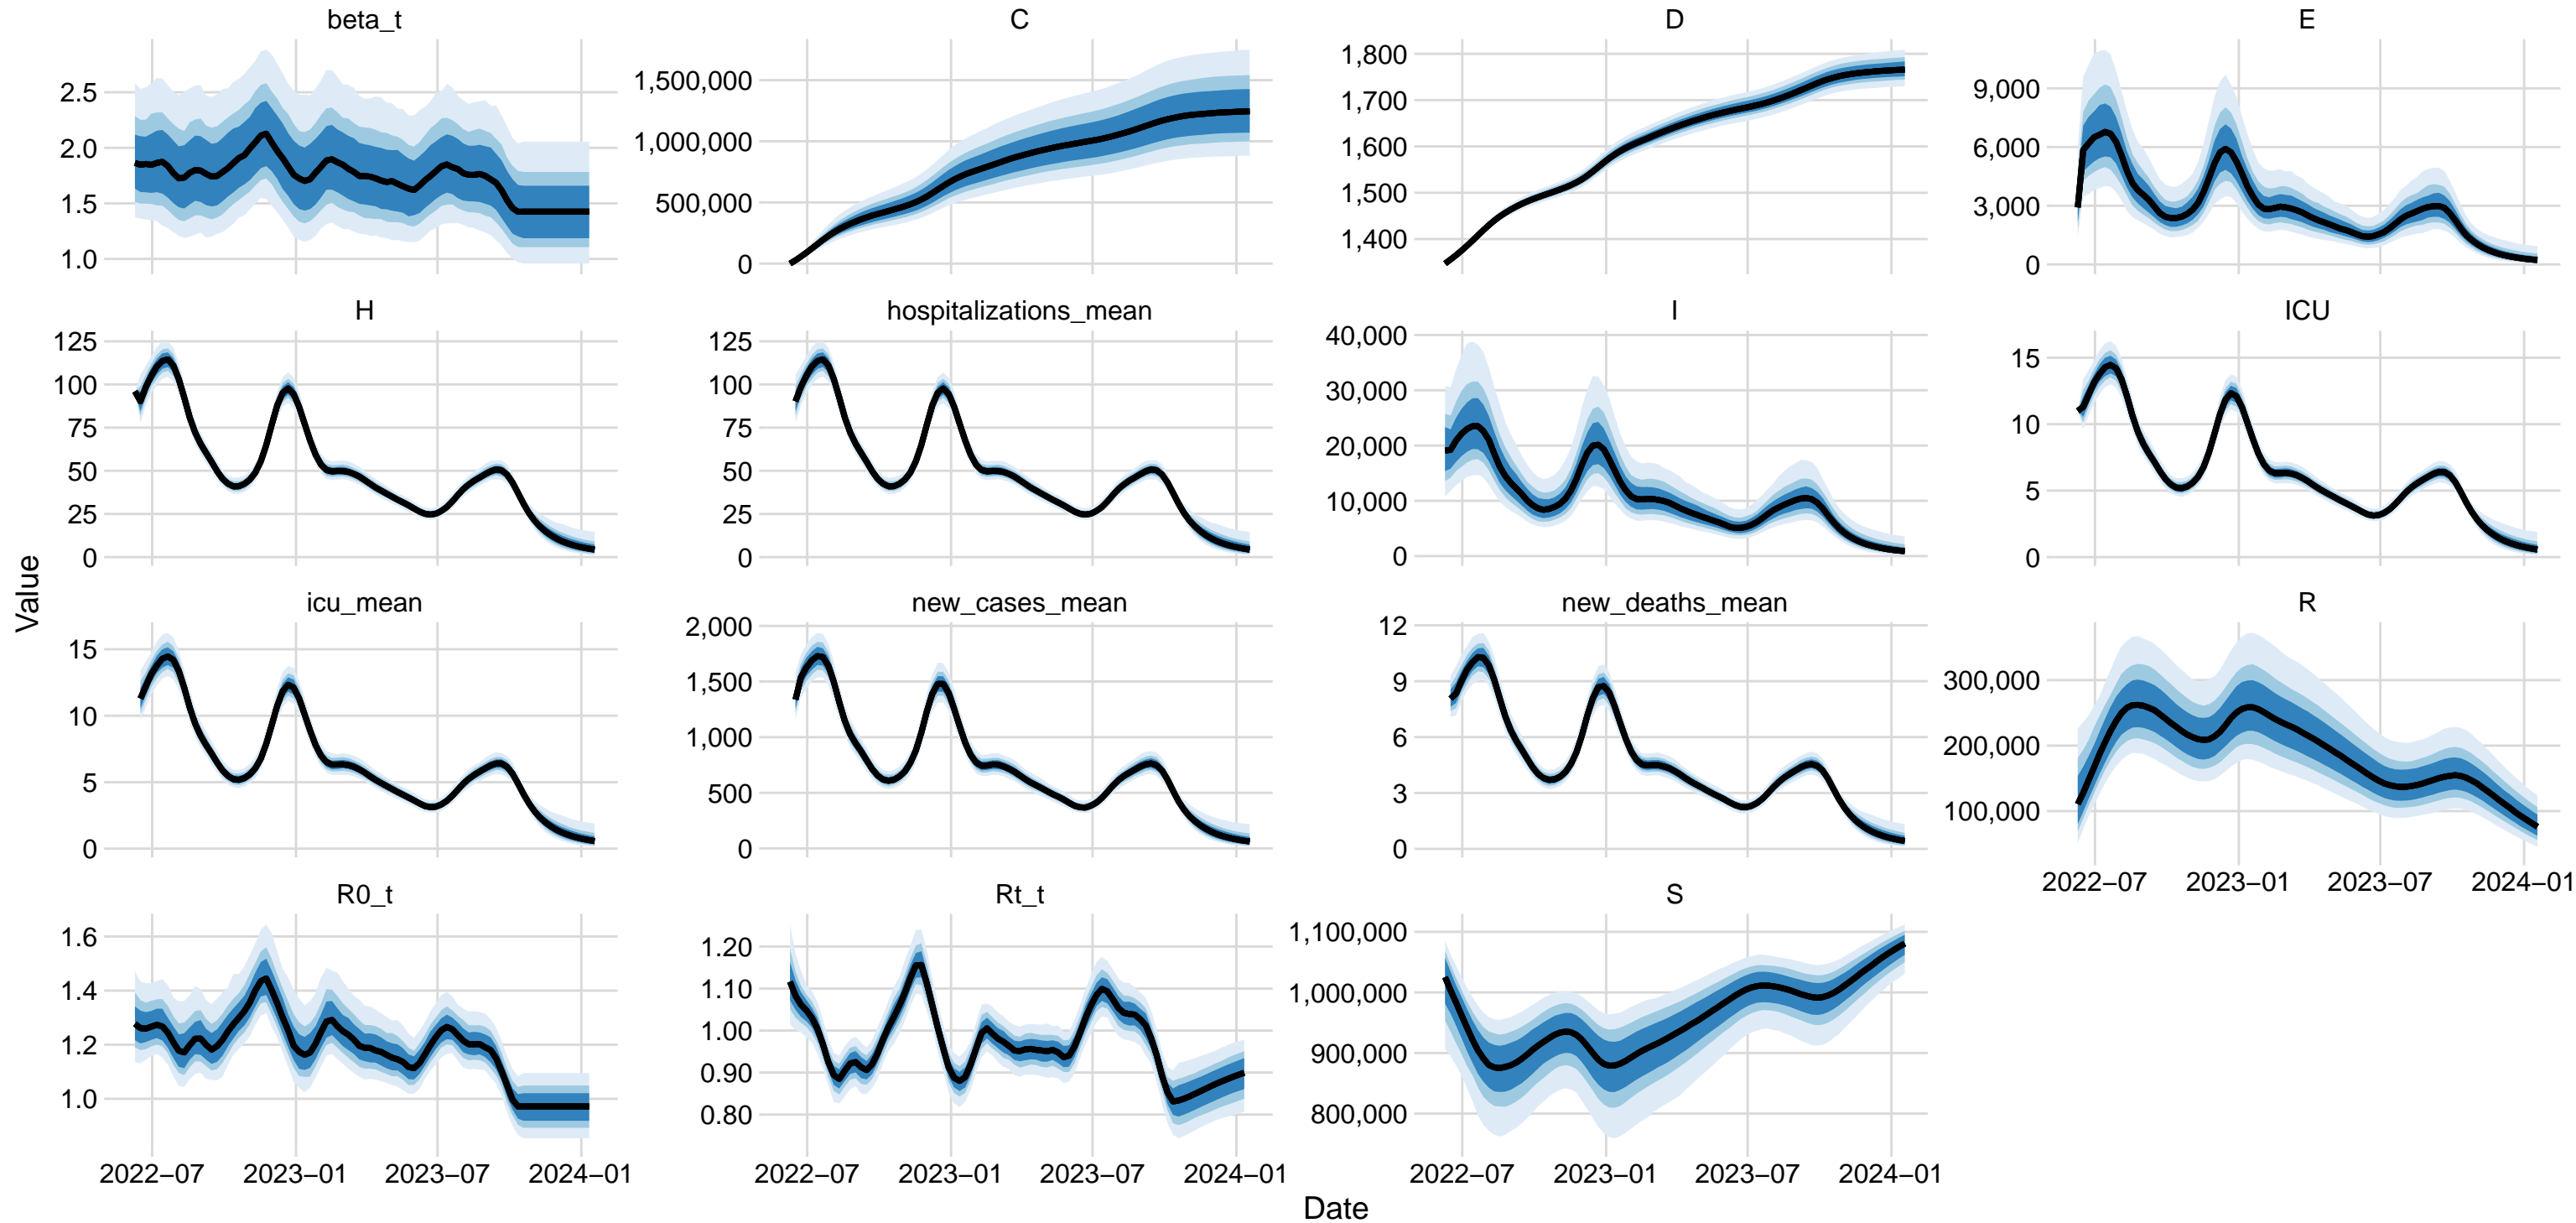 beta_t C D E
2.5 2.0 1.5 1.0
1,500,000 1,000,000 500,000 0
1,800 1,700 1,600 1,500 1,400
9,000 6,000 3,000 0
H hospitalizations_mean I ICU
125 100 75 50 25 0
125 100 75 50 25 0
40,000 30,000 20,000 10,000 0
15 10 5 0
Value
icu_mean new_cases_mean new_deaths_mean R
15 10 5 0
2,000 1,500 1,000 500 0
12 9 6 3 0
300,000 200,000 100,000
2022−07 2023−01 2023−07 2024−01
R0_t Rt_t S
1.6 1.4 1.2 1.0
1.20 1.10 1.00 0.90 0.80
1,100,000 1,000,000 900,000 800,000
2022−07 2023−01 2023−07 2024−01
2022−07 2023−01 2023−07 2024−01
2022−07 2023−01 2023−07 2024−01
Date